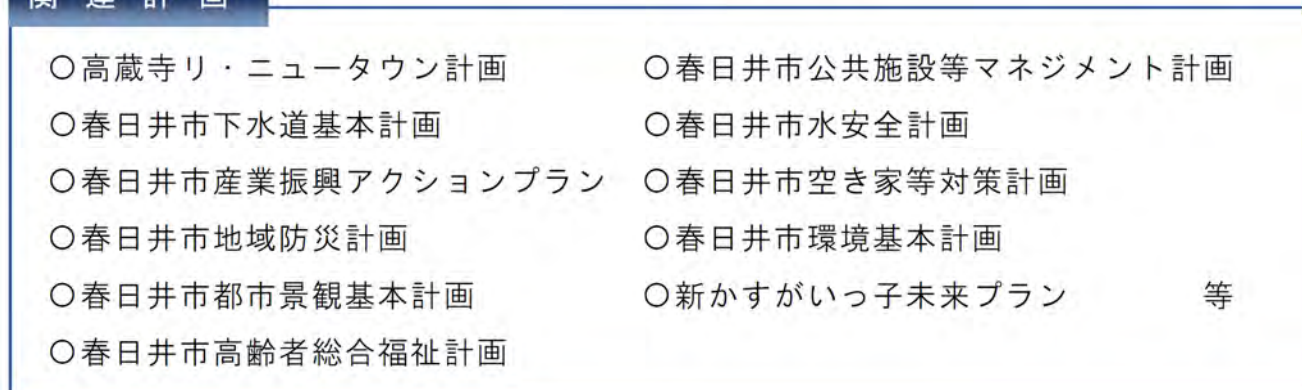 関連計画
○高蔵寺リ・ニュータウン計画
○春日井市下水道基本計画
○春日井市産業振興アクションプラン
○春日井市地域防災計画
○春日井市都市景観基本計画
○春日井市高齢者総合福祉計画
○春日井市公共施設等マネジメント計画
○春日井市水安全計画
○春日井市空き家等対策計画
○春日井市環境基本計画
○新かすがいっ子未来プラン 等